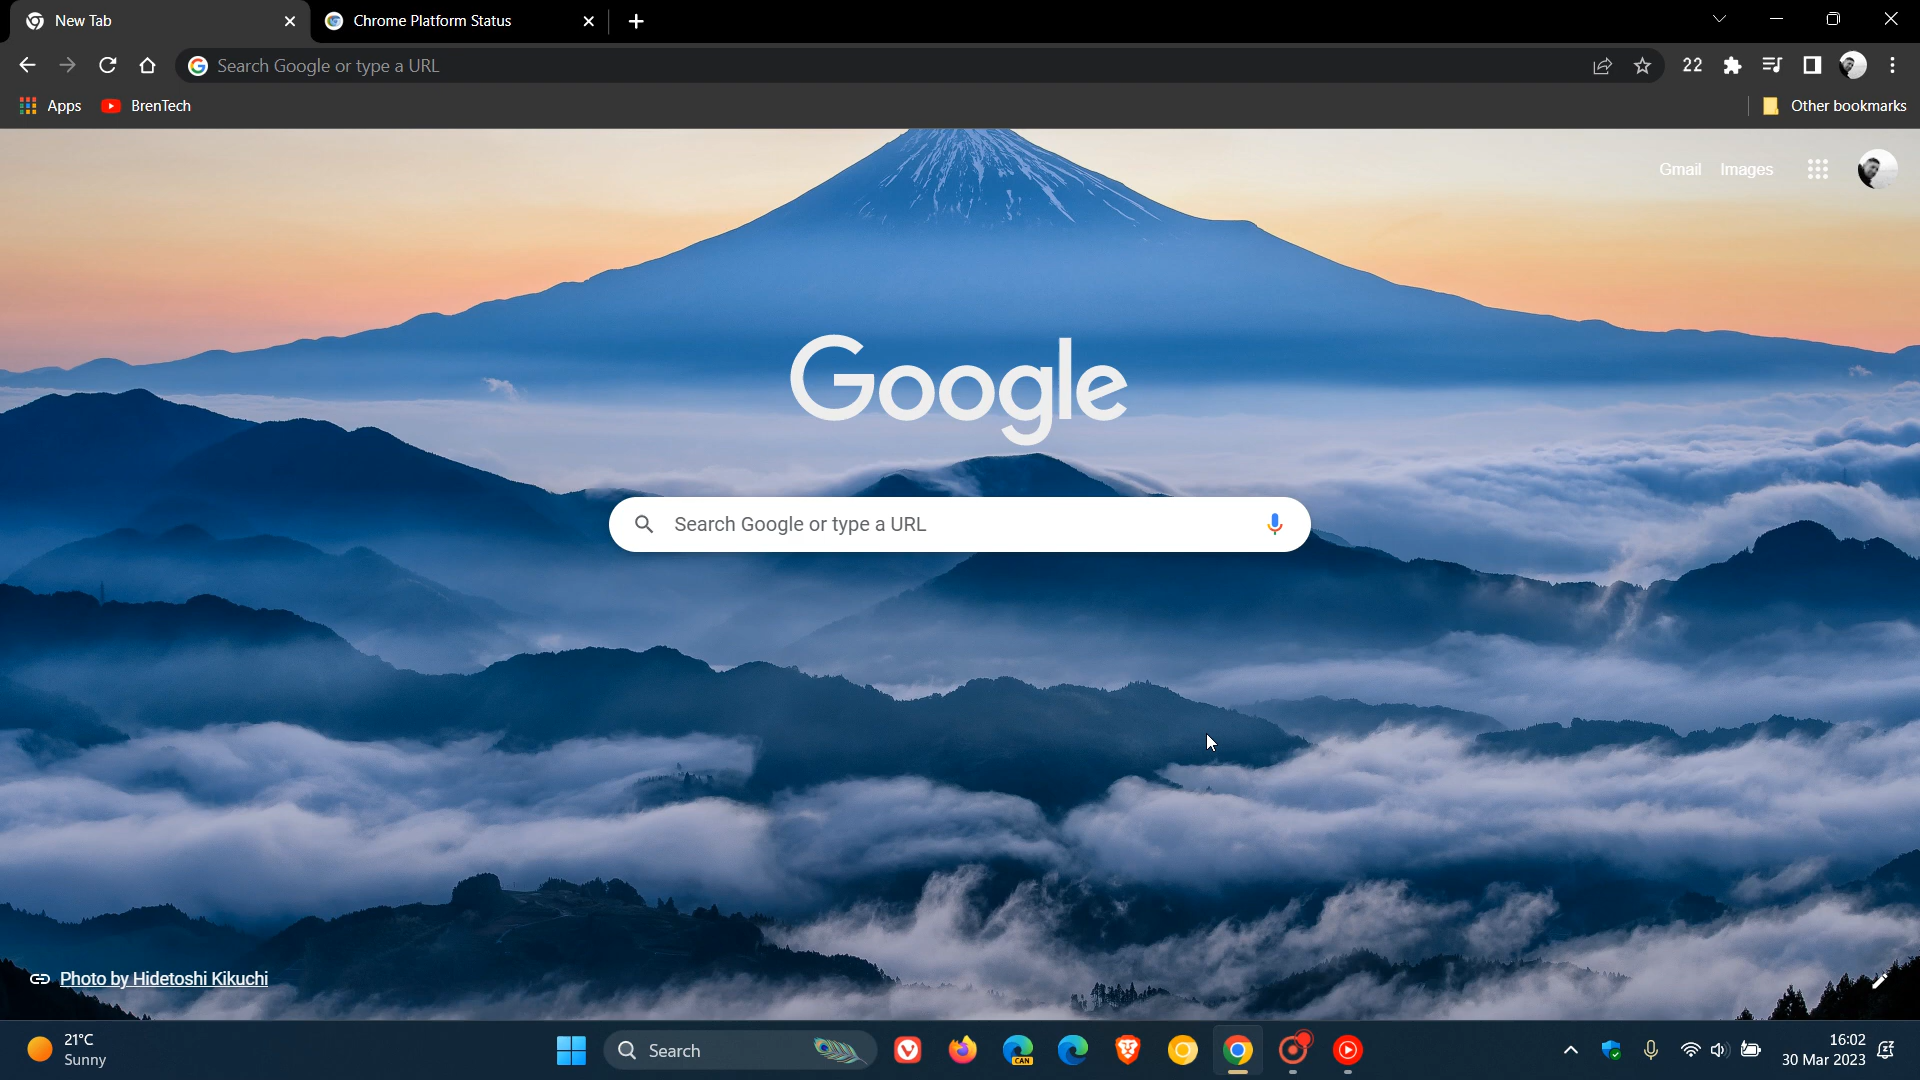 New Tab
Chrome Platform Status
Search Google or type a URL
22
Apps
BrenTech
Other bookmarks
Gmail
Images
Google
Search Google or type a URL
Photo by Hidetoshi Kikuchi
21°C
Sunny
Search
CAN
16:02
30 Mar 2023